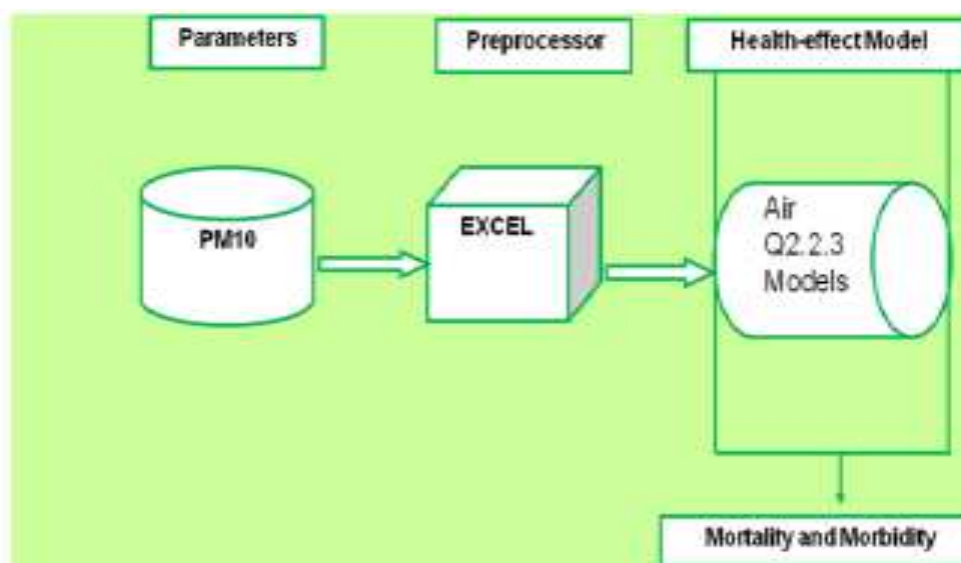 Parameters
Preprocessor
Health-effect Model
PM10
EXCEL
Air
Q2.2.3
Models
Mortality and Morbidity